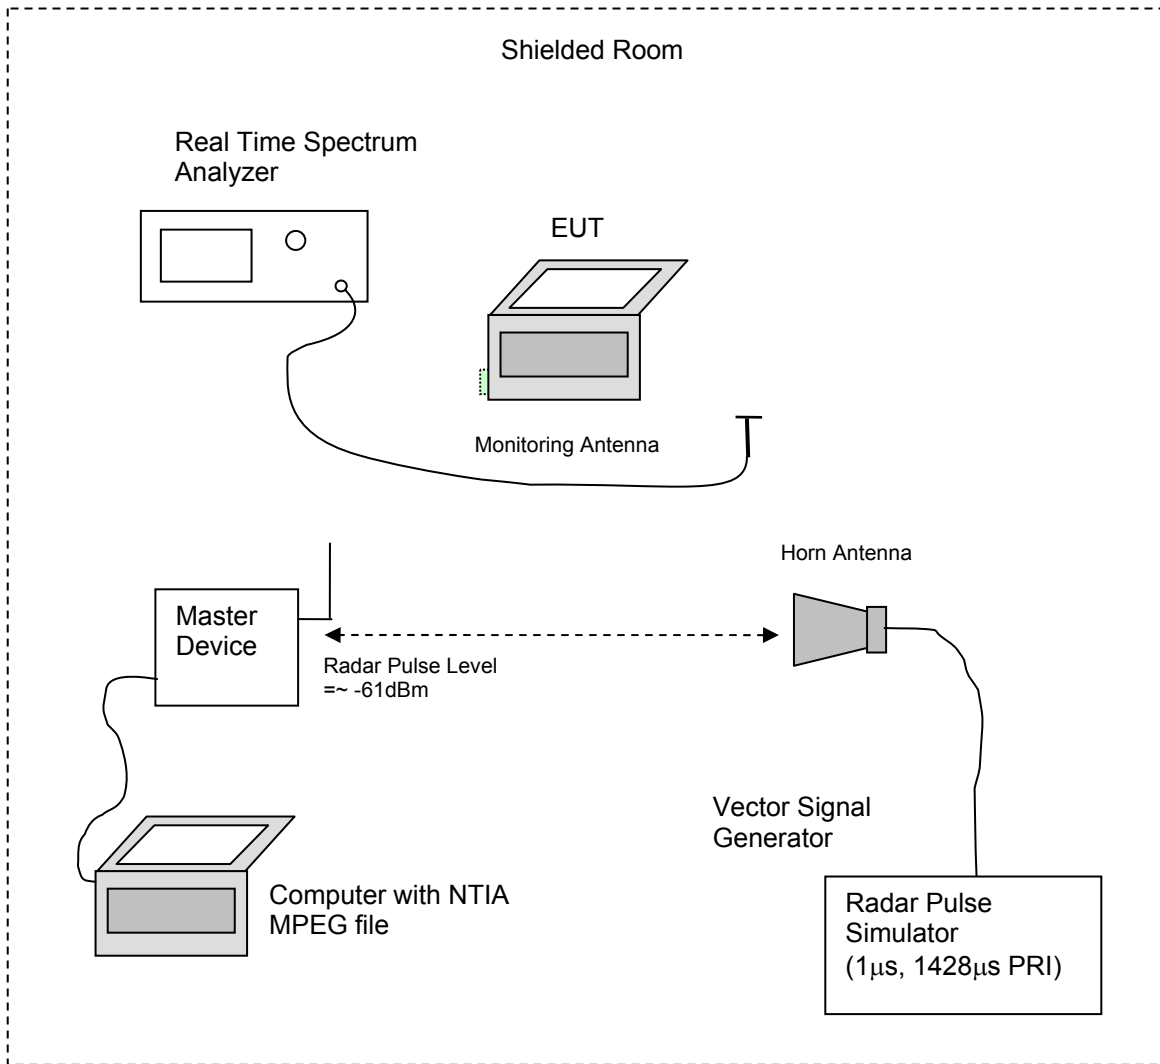 Shielded Room
Real Time Spectrum
Analyzer
EUT
Monitoring Antenna
Horn Antenna
Master
Device
Radar Pulse Level
=~ -61dBm
Vector Signal
Generator
Computer with NTIA
MPEG file
Radar Pulse
Simulator
(1μs, 1428μs PRI)